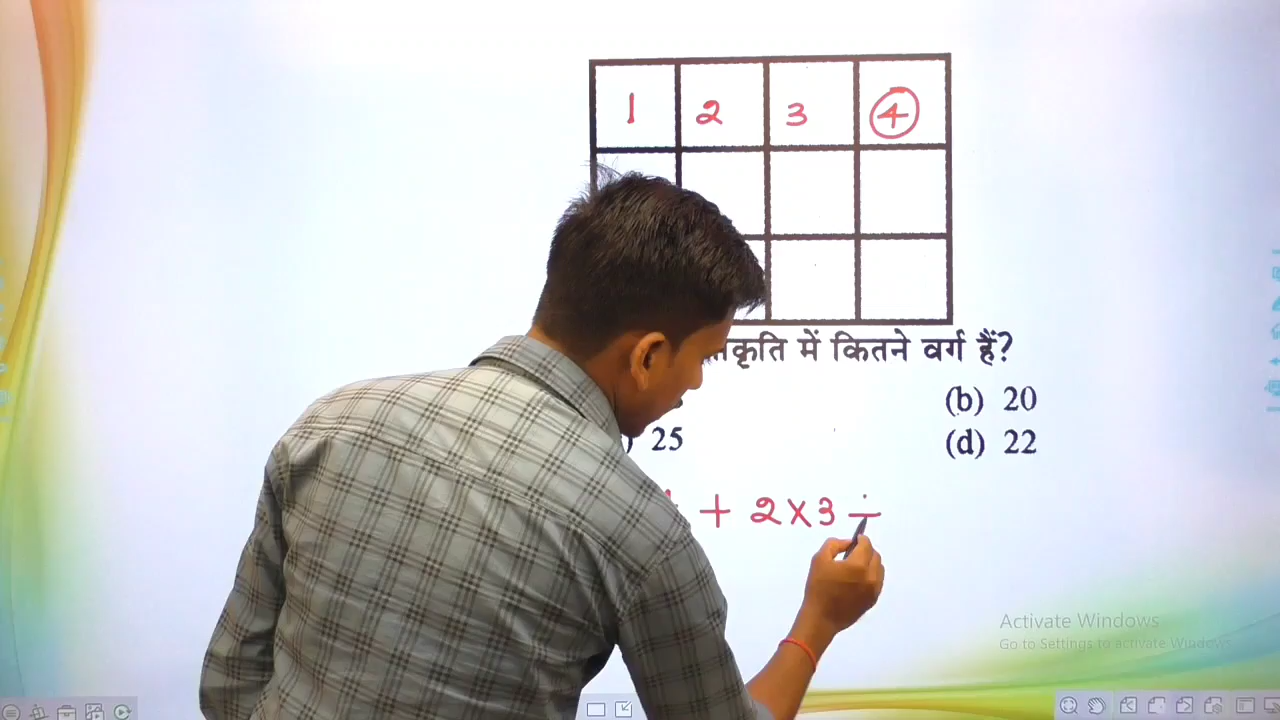 1 2 3 4
में कितने वर्ग हैं?
(b) 20
25
(d) 22
+ 2×3 ÷
Activate Windows
Go to Settings to activate Windows.